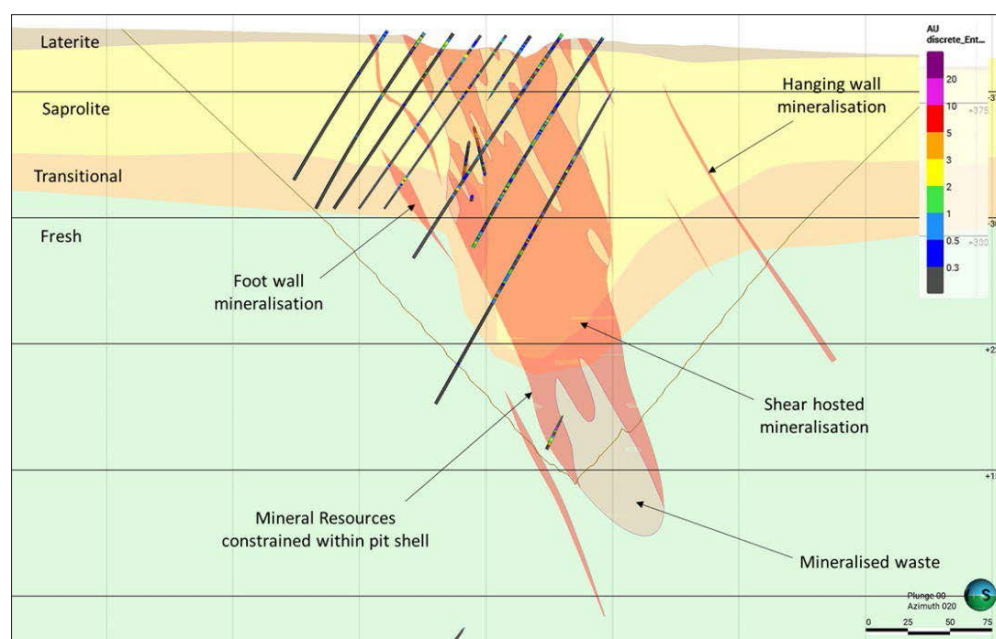 Laterite
Saprolite
Transitional
Fresh
Foot wall
mineralisation
Hanging wall
mineralisation
Shear hosted
mineralisation
Mineral Resources
constrained within pit shell
Mineralised waste
AU
discrete_Ent...
20
10
5
3
2
1
0.5
0.3
+375
+300
Plunge 00
Azimuth 020
S
0 25 50 75